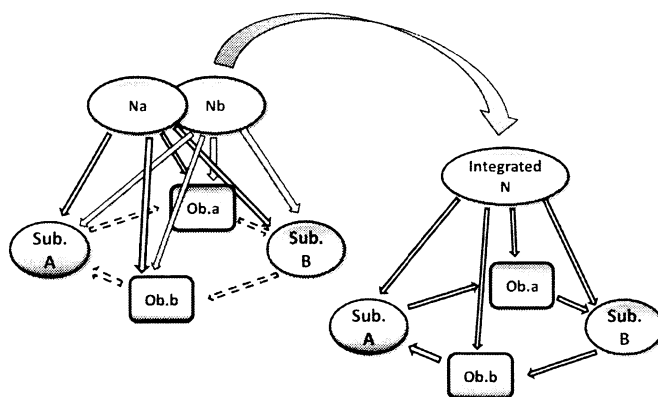 Na
Nb
Ob.a
Sub.
A
Sub.
B
Ob.b
Integrated
N
Ob.a
Sub.
A
Sub.
B
Ob.b